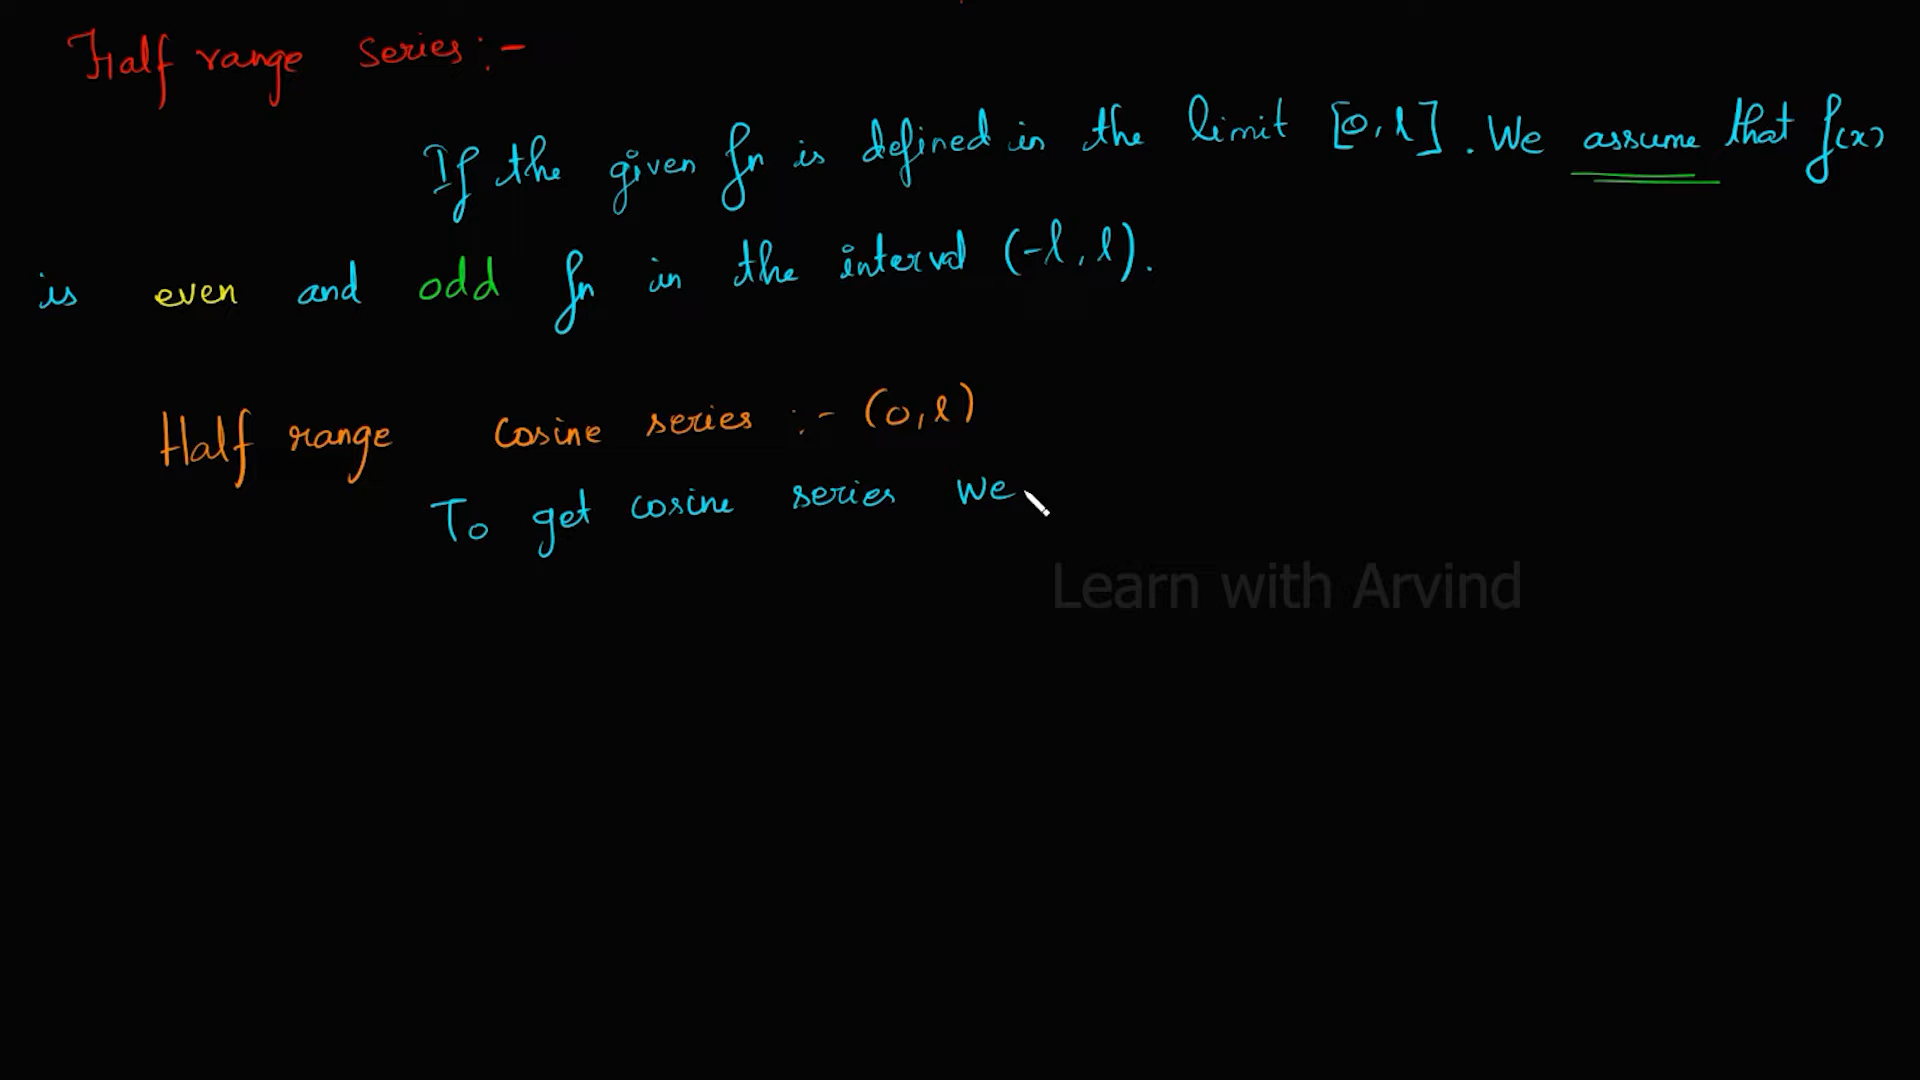 Half range series :-
If the given fn is defined in the limit [0, l]. We assume that f(x)
is even and odd fn in the interval (-l, l).
Half range cosine series :- (0, l)
To get cosine series We
Learn with Arvind